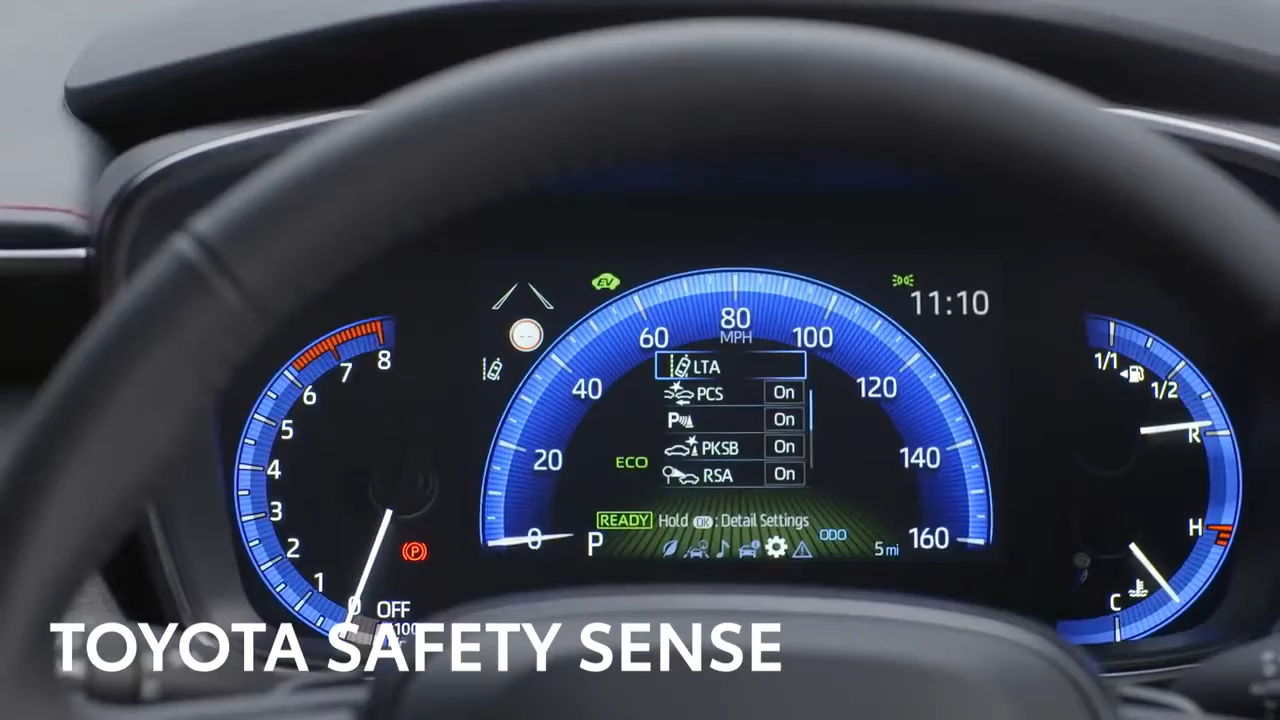 EV
11:10
80
MPH
60
100
40
120
20
140
0
160
LTA
PCS On
P On
PKSB On
RSA On
ECO
READY Hold OK : Detail Settings
P
ODO
5 mi
8
7
6
5
4
3
2
1
0
OFF
P
1/1
1/2
R
H
C
TOYOTA SAFETY SENSE